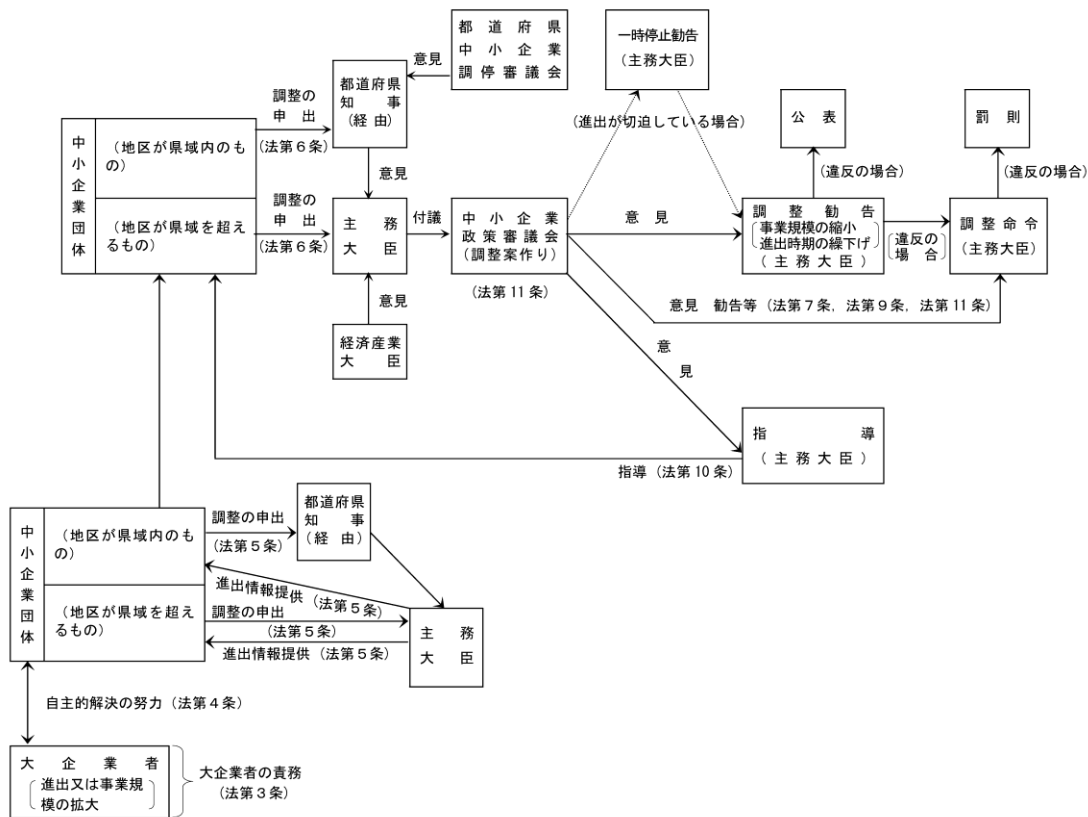 都道府県
中小企業
調停審議会
一時停止勧告
（主務大臣）
意見
都道府県
知事
（経由）
調整の
申出
（法第６条）
（進出が切迫している場合）
公表
罰則
（違反の場合）
（違反の場合）
中小企業団体
（地区が県域内のも
の）
（地区が県域を超え
るもの）
意見
調整の
申出
（法第６条）
主務
大臣
付議
中小企業
政策審議会
（調整案作り）
（法第11条）
意見
調整勧告
事業規模の縮小
進出時期の繰下げ
（主務大臣）
違反の
場合
調整命令
（主務大臣）
意見
経済産業
大臣
意見　勧告等（法第７条，法第９条，法第11条）
意
見
指導
（主務大臣）
指導（法第10条）
中小企業団体
（地区が県域内のも
の）
（地区が県域を超え
るもの）
調整の申出
（法第５条）
都道府県
知事
（経由）
進出情報提供
（法第５条）
調整の申出
（法第５条）
進出情報提供（法第５条）
主務
大臣
自主的解決の努力（法第４条）
大企業者
進出又は事業規
模の拡大
大企業者の責務
（法第３条）